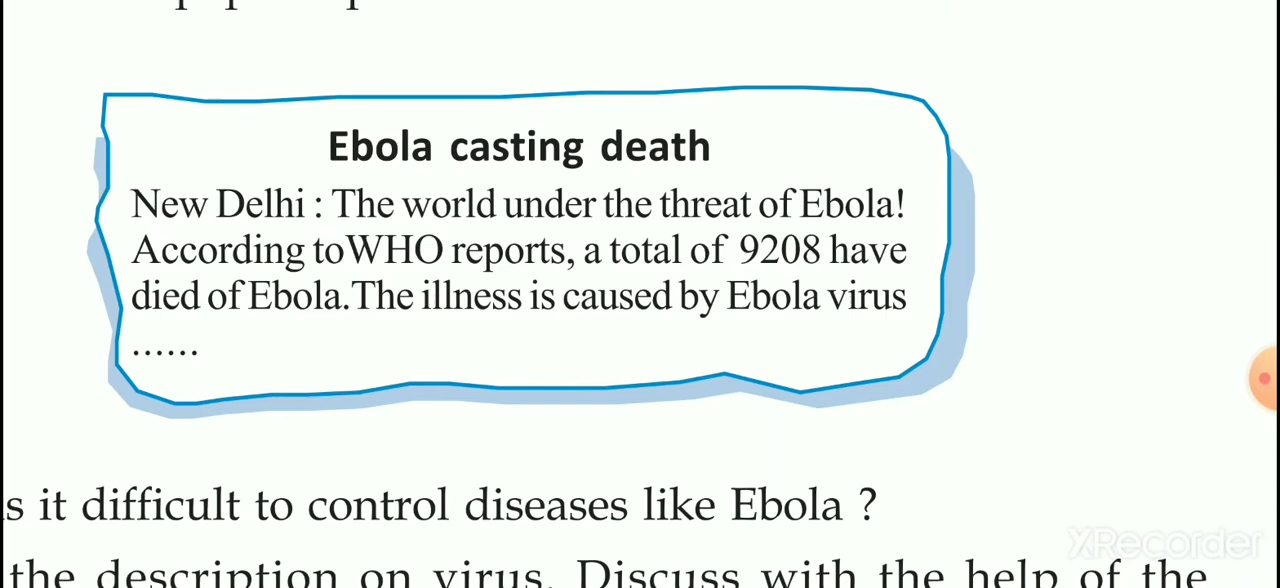 Ebola casting death
New Delhi : The world under the threat of Ebola!
According to WHO reports, a total of 9208 have
died of Ebola. The illness is caused by Ebola virus
......
s it difficult to control diseases like Ebola ?
the description on virus. Discuss with the help of the
XRecorder